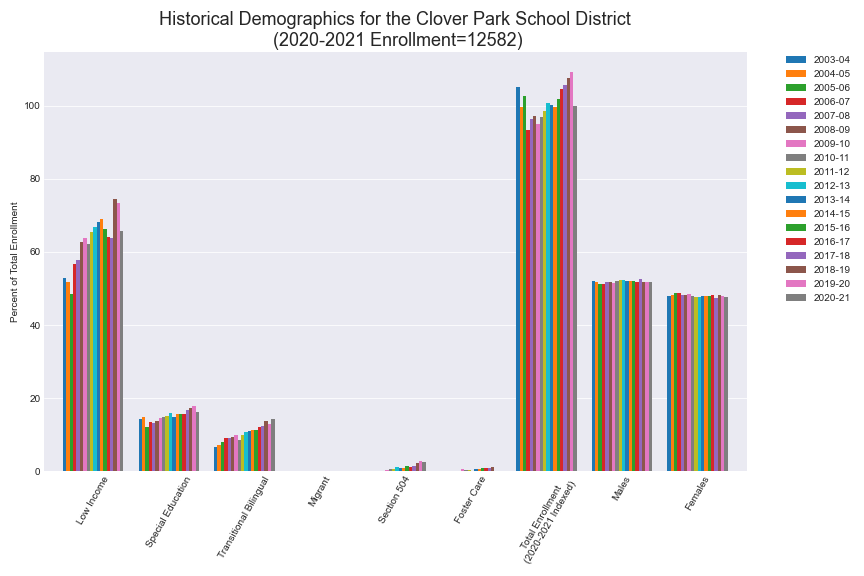 Historical Demographics for the Clover Park School District
(2020-2021 Enrollment=12582)
Percent of Total Enrollment
100
80
60
40
20
0
Low Income
Special Education
Transitional Bilingual
Migrant
Section 504
Foster Care
Total Enrollment
(2020-2021 Indexed)
Males
Females
2003-04
2004-05
2005-06
2006-07
2007-08
2008-09
2009-10
2010-11
2011-12
2012-13
2013-14
2014-15
2015-16
2016-17
2017-18
2018-19
2019-20
2020-21